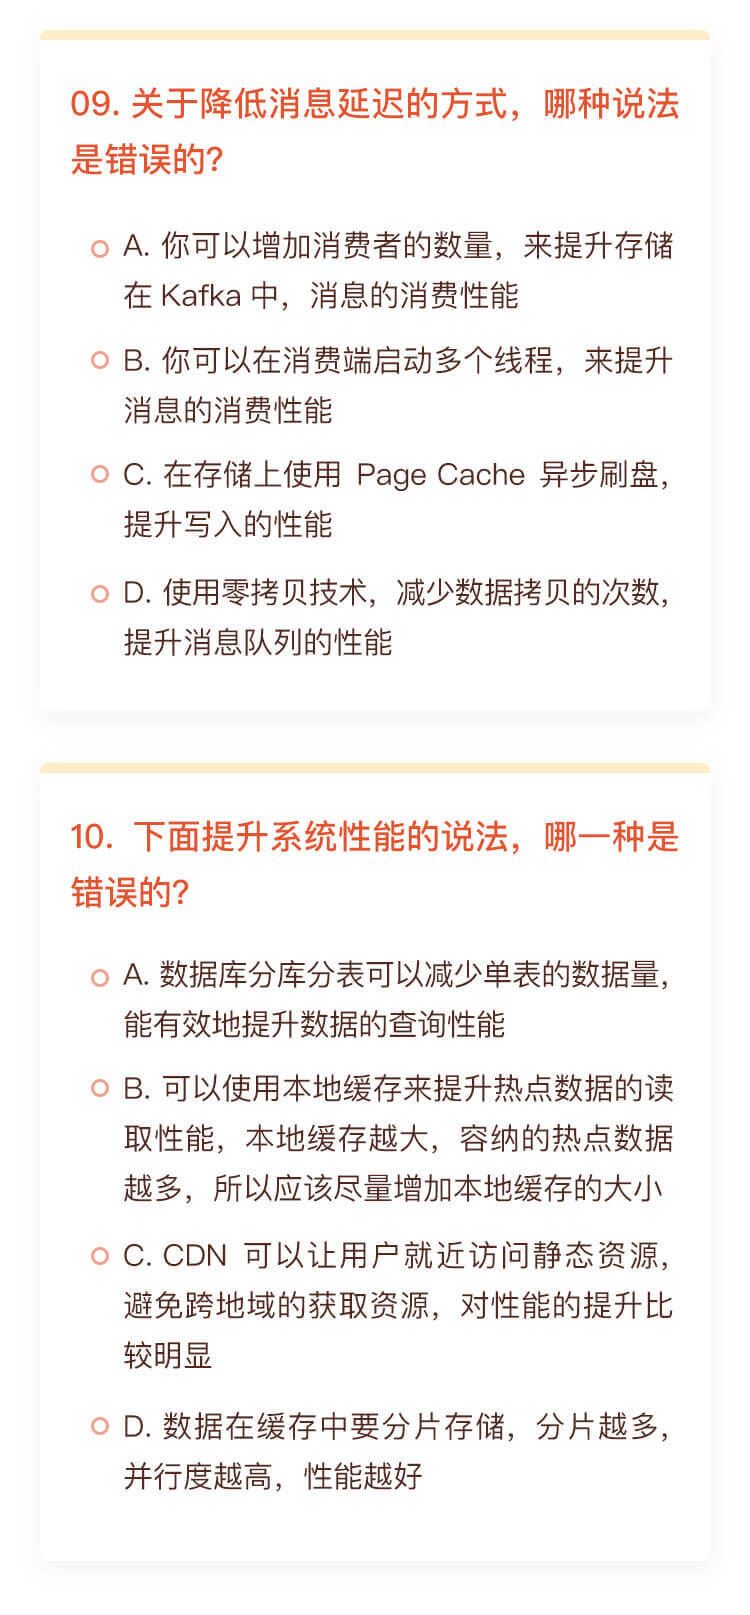 09. 关于降低消息延迟的方式，哪种说法
是错误的？
A. 你可以增加消费者的数量，来提升存储
在 Kafka 中，消息的消费性能
B. 你可以在消费端启动多个线程，来提升
消息的消费性能
C. 在存储上使用 Page Cache 异步刷盘，
提升写入的性能
D. 使用零拷贝技术，减少数据拷贝的次数，
提升消息队列的性能
10. 下面提升系统性能的说法，哪一种是
错误的？
A. 数据库分库分表可以减少单表的数据量，
能有效地提升数据的查询性能
B. 可以使用本地缓存来提升热点数据的读
取性能，本地缓存越大，容纳的热点数据
越多，所以应该尽量增加本地缓存的大小
C. CDN 可以让用户就近访问静态资源，
避免跨地域的获取资源，对性能的提升比
较明显
D. 数据在缓存中要分片存储，分片越多，
并行度越高，性能越好